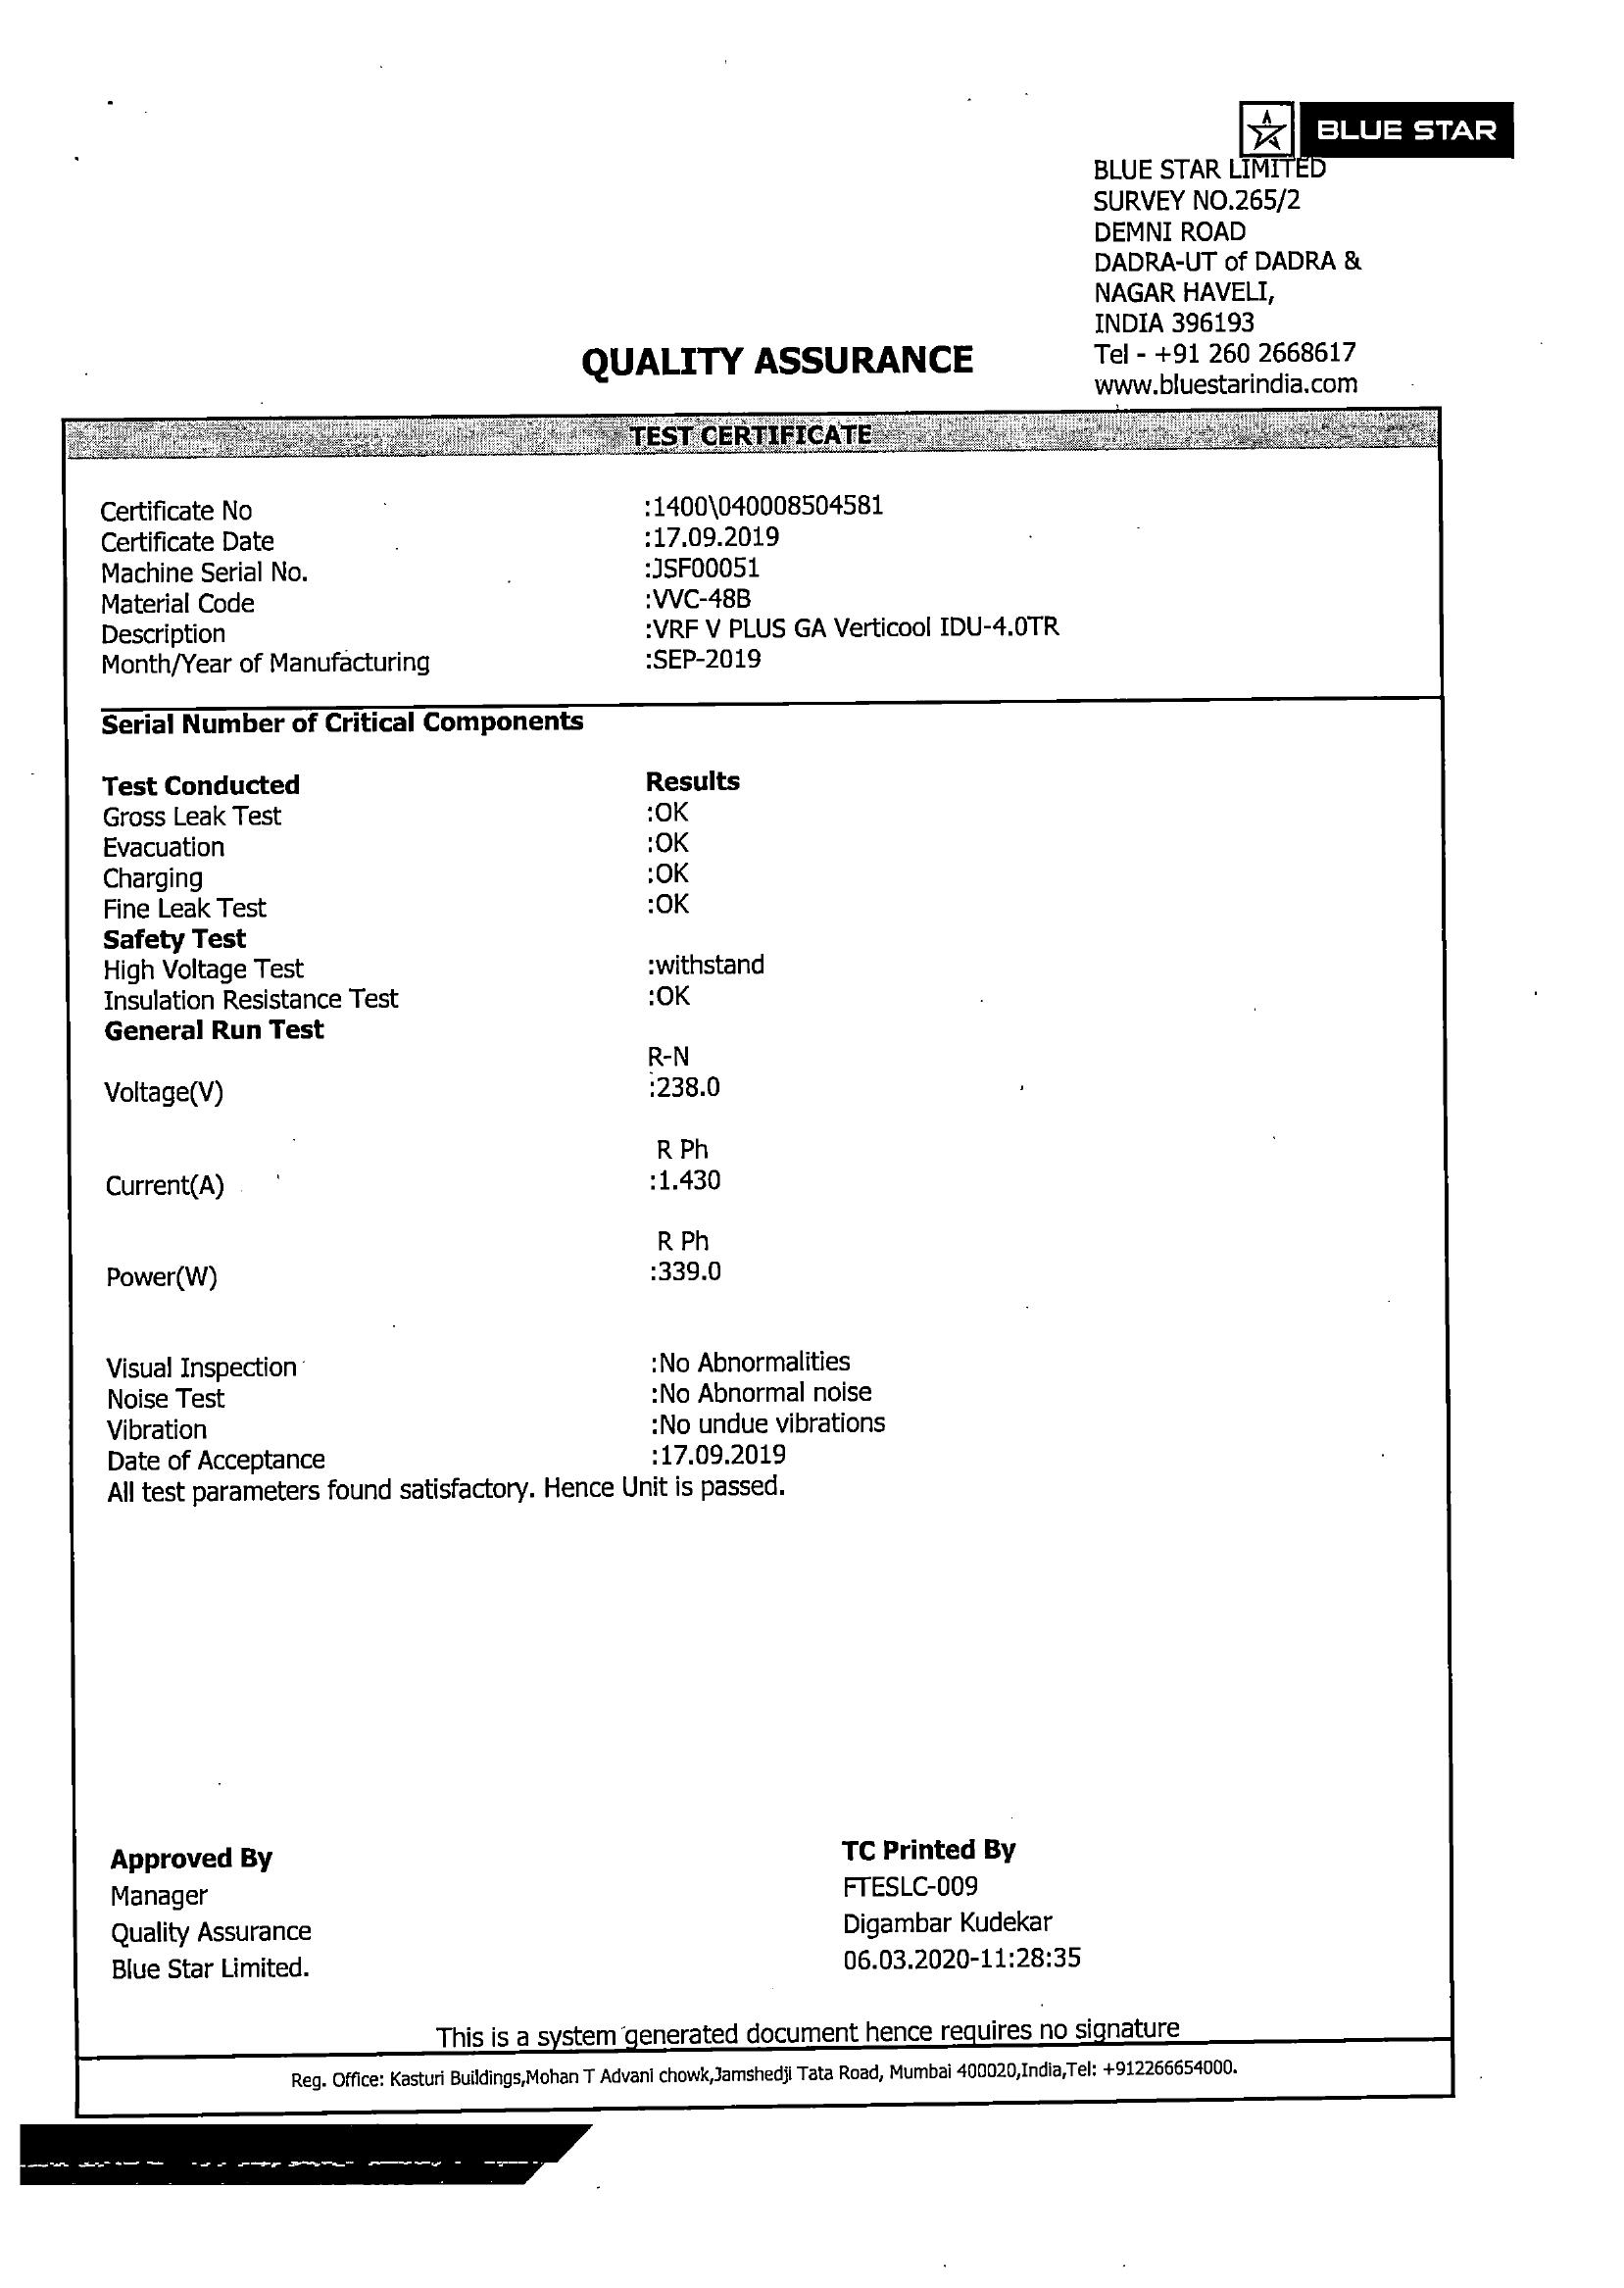 BLUE STAR
BLUE STAR LIMITED
SURVEY NO.265/2
DEMNI ROAD
DADRA-UT of DADRA &
NAGAR HAVELI,
INDIA 396193
Tel - +91 260 2668617
www.bluestarindia.com
QUALITY ASSURANCE
TEST CERTIFICATE
Certificate No :1400\040008504581
Certificate Date :17.09.2019
Machine Serial No. :JSF00051
Material Code :VVC-48B
Description :VRF V PLUS GA Verticool IDU-4.0TR
Month/Year of Manufacturing :SEP-2019
Serial Number of Critical Components
Test Conducted Results
Gross Leak Test :OK
Evacuation :OK
Charging :OK
Fine Leak Test :OK
Safety Test
High Voltage Test :withstand
Insulation Resistance Test :OK
General Run Test
R-N
Voltage(V) :238.0
R Ph
Current(A) :1.430
R Ph
Power(W) :339.0
Visual Inspection :No Abnormalities
Noise Test :No Abnormal noise
Vibration :No undue vibrations
Date of Acceptance :17.09.2019
All test parameters found satisfactory. Hence Unit is passed.
Approved By
Manager
Quality Assurance
Blue Star Limited.
TC Printed By
FTESLC-009
Digambar Kudekar
06.03.2020-11:28:35
This is a system generated document hence requires no signature
Reg. Office: Kasturi Buildings,Mohan T Advani chowk,Jamshedji Tata Road, Mumbai 400020,India,Tel: +912266654000.